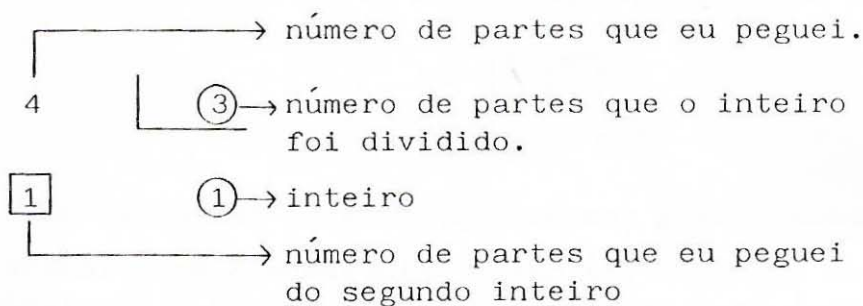 número de partes que eu peguei.
4 3 número de partes que o inteiro
foi dividido.
1 1 inteiro
número de partes que eu peguei
do segundo inteiro